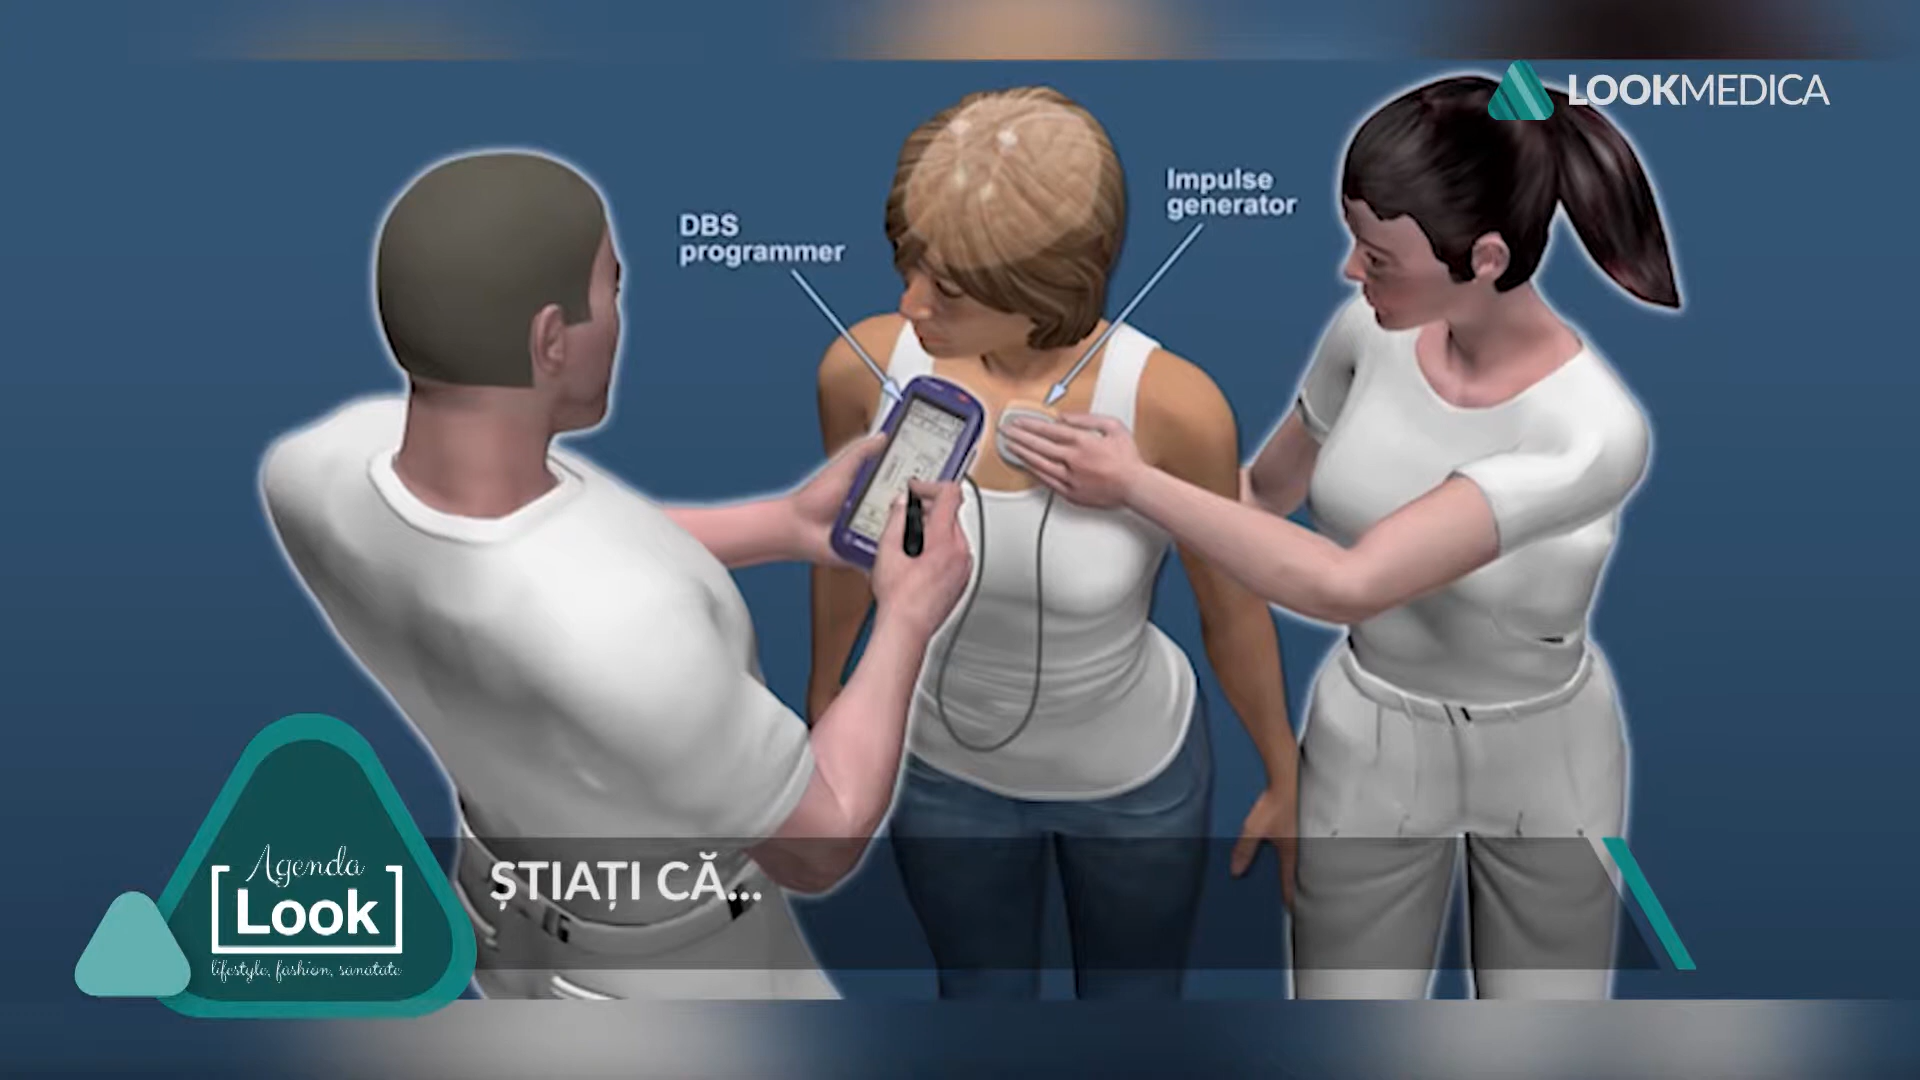 LOOKMEDICA
Impulse
generator
DBS
programmer
ȘTIAȚI CĂ...
Agenda
Look
lifestyle, fashion, sanatate